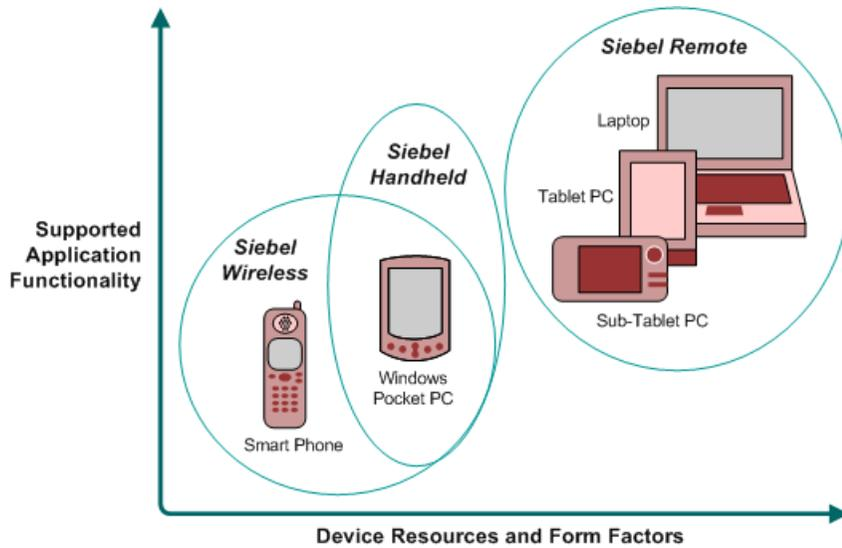 Siebel Remote
Laptop
Tablet PC
Sub-Tablet PC
Siebel
Handheld
Siebel
Wireless
Windows
Pocket PC
Smart Phone
Supported
Application
Functionality
Device Resources and Form Factors